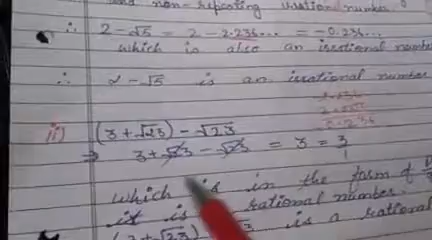 and non-repeating irrational number
∴ 2-√5 = 2-2.236... = -0.236...
which is also an irrational number
∴ 2-√5 is an irrational number
ii) (3+√23) - √23
⇒ 3+√23 - √23 = 3 = 3/1
which is in the form of
it is rational number.
is a rational